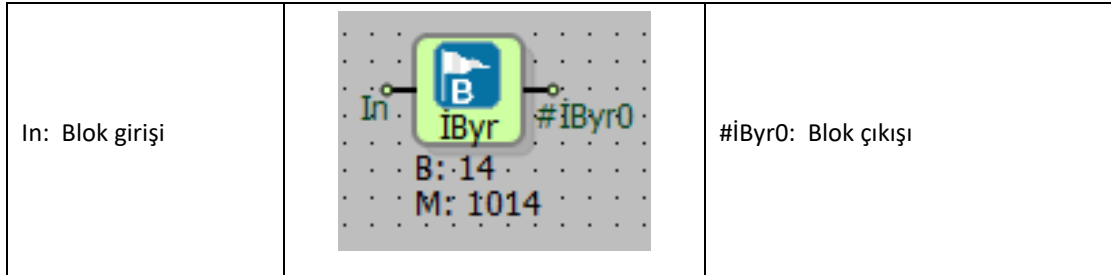 In: Blok girişi
B
In
İByr
#İByr0
B: 14
M: 1014
#İByr0: Blok çıkışı